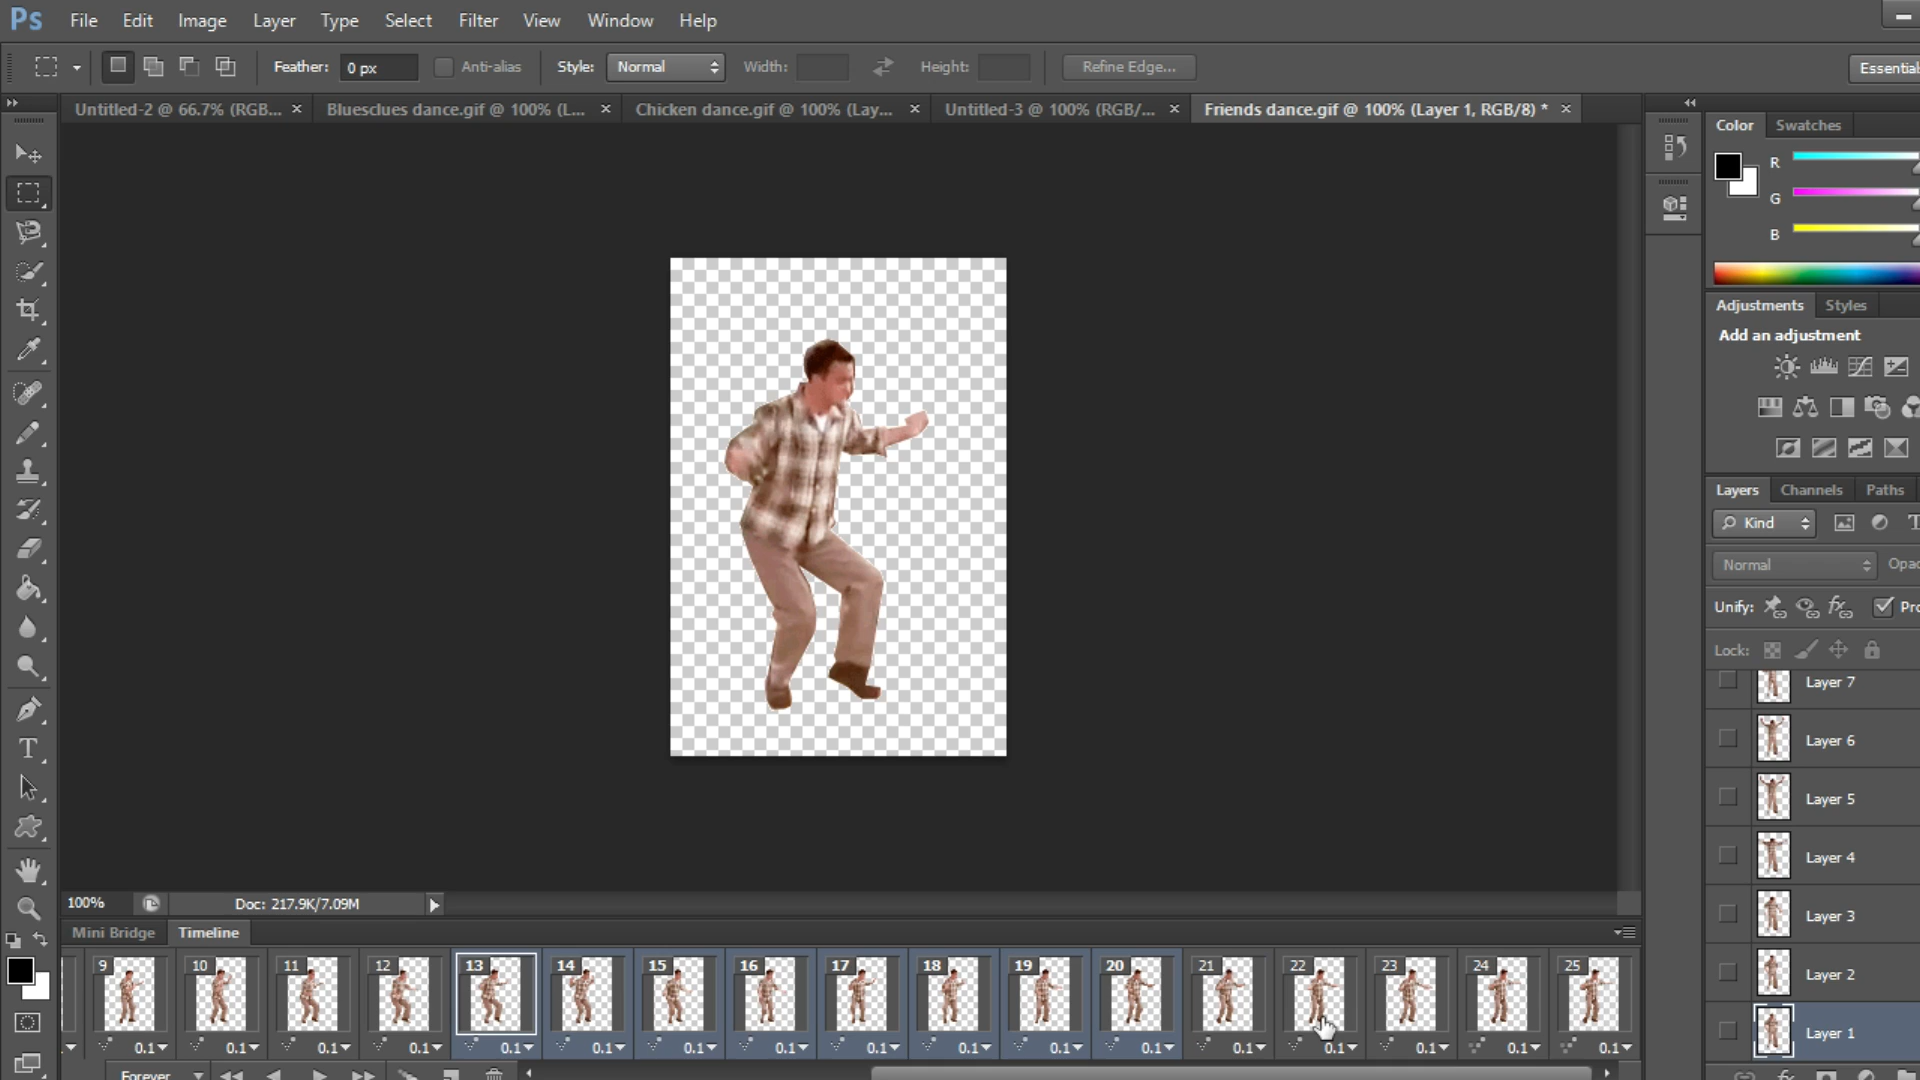 Ps File Edit Image Layer Type Select Filter View Window Help
Feather: 0 px Anti-alias Style: Normal Width: Height: Refine Edge... Essential
Untitled-2 @ 66.7% (RGB... × Bluesclues dance.gif @ 100% (L... × Chicken dance.gif @ 100% (Lay... × Untitled-3 @ 100% (RGB/... × Friends dance.gif @ 100% (Layer 1, RGB/8) * ×
Color Swatches
R
G
B
Adjustments Styles
Add an adjustment
Layers Channels Paths
Kind T
Normal Opac
Unify: Pro
Lock:
Layer 7
Layer 6
Layer 5
Layer 4
Layer 3
Layer 2
Layer 1
100% Doc: 217.9K/7.09M
Mini Bridge Timeline
9 10 11 12 13 14 15 16 17 18 19 20 21 22 23 24 25
0.1 0.1 0.1 0.1 0.1 0.1 0.1 0.1 0.1 0.1 0.1 0.1 0.1 0.1 0.1 0.1 0.1
Forever